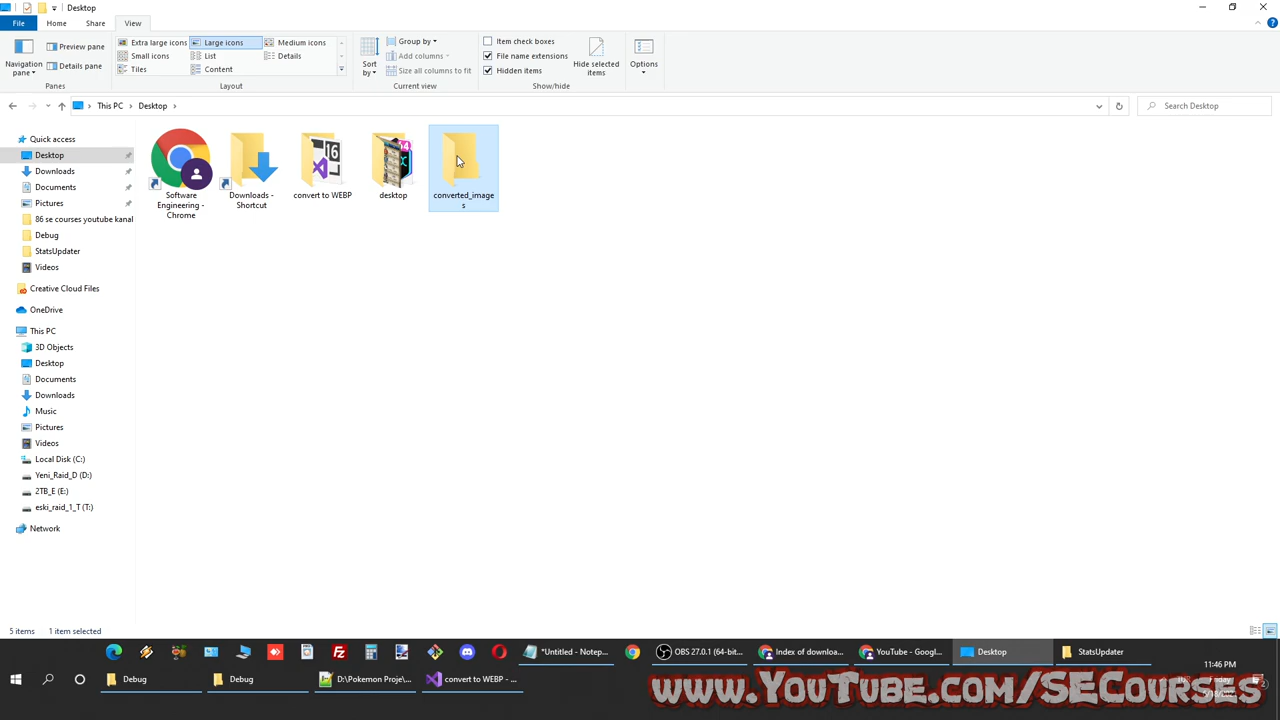 Desktop
File Home Share View
Navigation pane
Preview pane
Details pane
Panes
Extra large icons Large icons Medium icons
Small icons List Details
Tiles Content
Layout
Sort by
Group by
Add columns
Size all columns to fit
Current view
Item check boxes
File name extensions
Hidden items
Hide selected items
Show/hide
Options
This PC Desktop
Search Desktop
Quick access
Desktop
Downloads
Documents
Pictures
86 se courses youtube kanal
Debug
StatsUpdater
Videos
Creative Cloud Files
OneDrive
This PC
3D Objects
Desktop
Documents
Downloads
Music
Pictures
Videos
Local Disk (C:)
Yeni_Raid_D (D:)
2TB_E (E:)
eski_raid_1_T (T:)
Network
Software Engineering - Chrome
Downloads - Shortcut
convert to WEBP
desktop
converted_images
5 items 1 item selected
*Untitled - Notep...
OBS 27.0.1 (64-bit...
Index of downloa...
YouTube - Googl...
Desktop
StatsUpdater
11:46 PM
Debug
Debug
D:\Pokemon Proje\...
convert to WEBP - ...
Friday
www.YouTube.com/SECourses